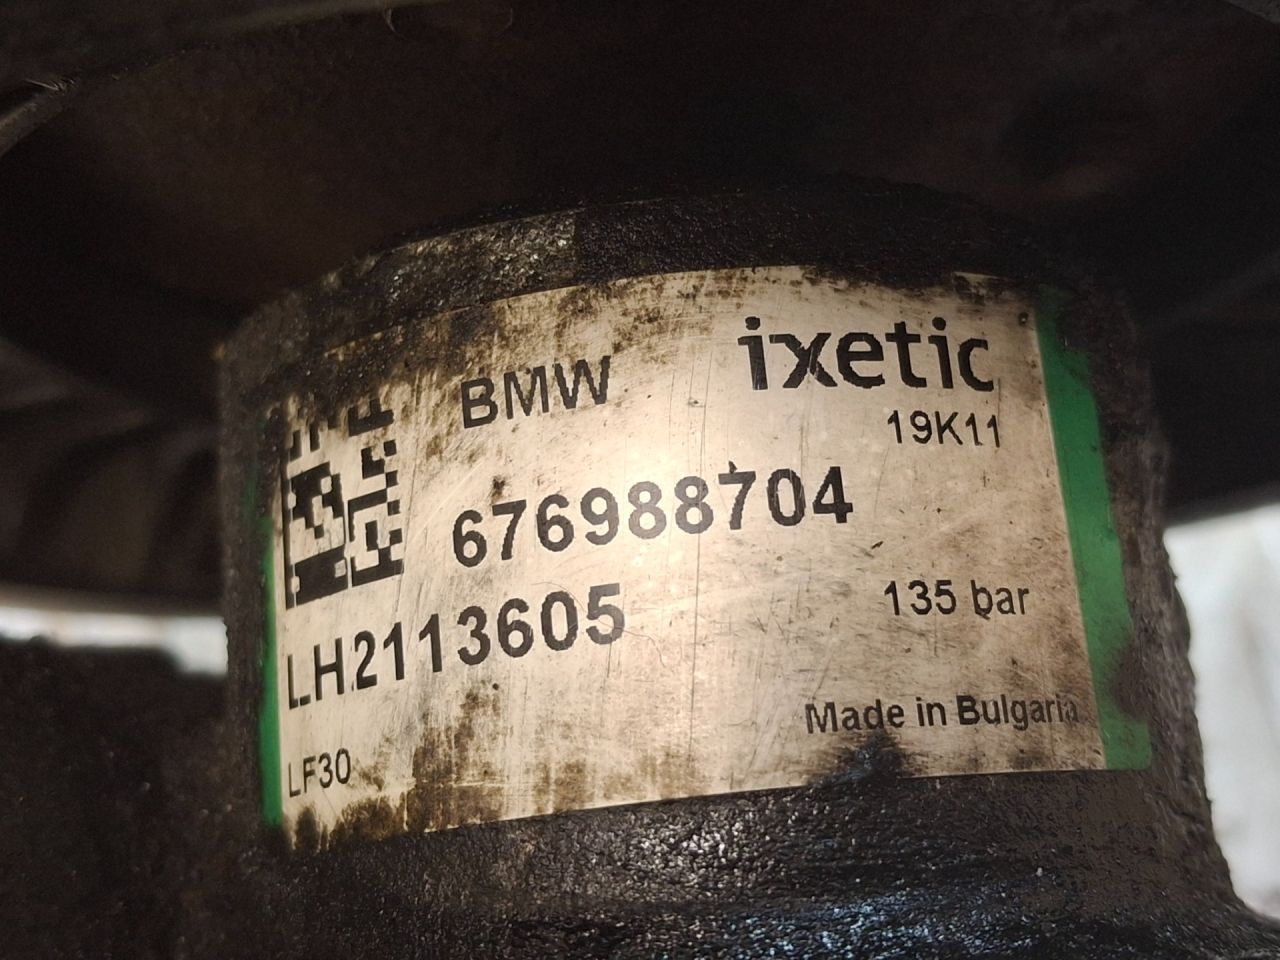 BMW
ixetic
19K11
676988704
LH2113605
135 bar
Made in Bulgaria
LF30